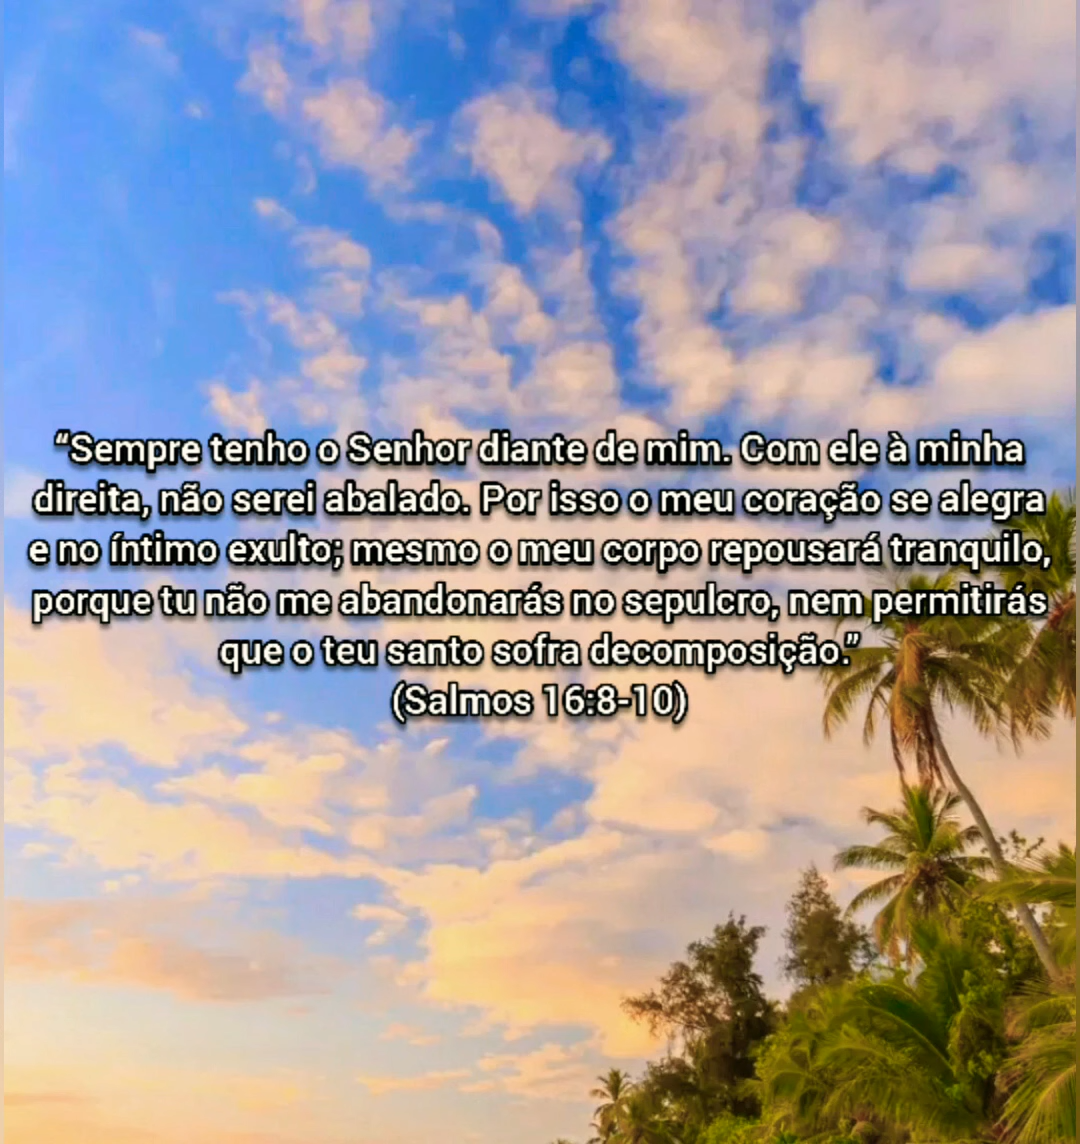 “Sempre tenho o Senhor diante de mim. Com ele à minha
direita, não serei abalado. Por isso o meu coração se alegra
e no íntimo exulto; mesmo o meu corpo repousará tranquilo,
porque tu não me abandonarás no sepulcro, nem permitirás
que o teu santo sofra decomposição.”
(Salmos 16:8-10)